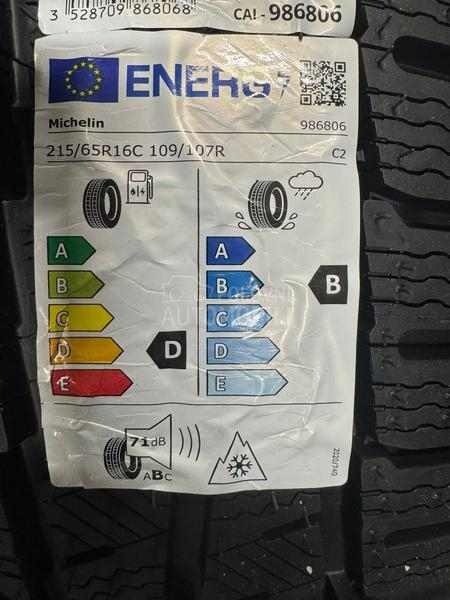 3 528709 868068
CAI-986806
ENERG
Michelin 986806
215/65R16C 109/107R C2
A A
B B B
C C
D D D
E E
71dB
ABC
2020/740